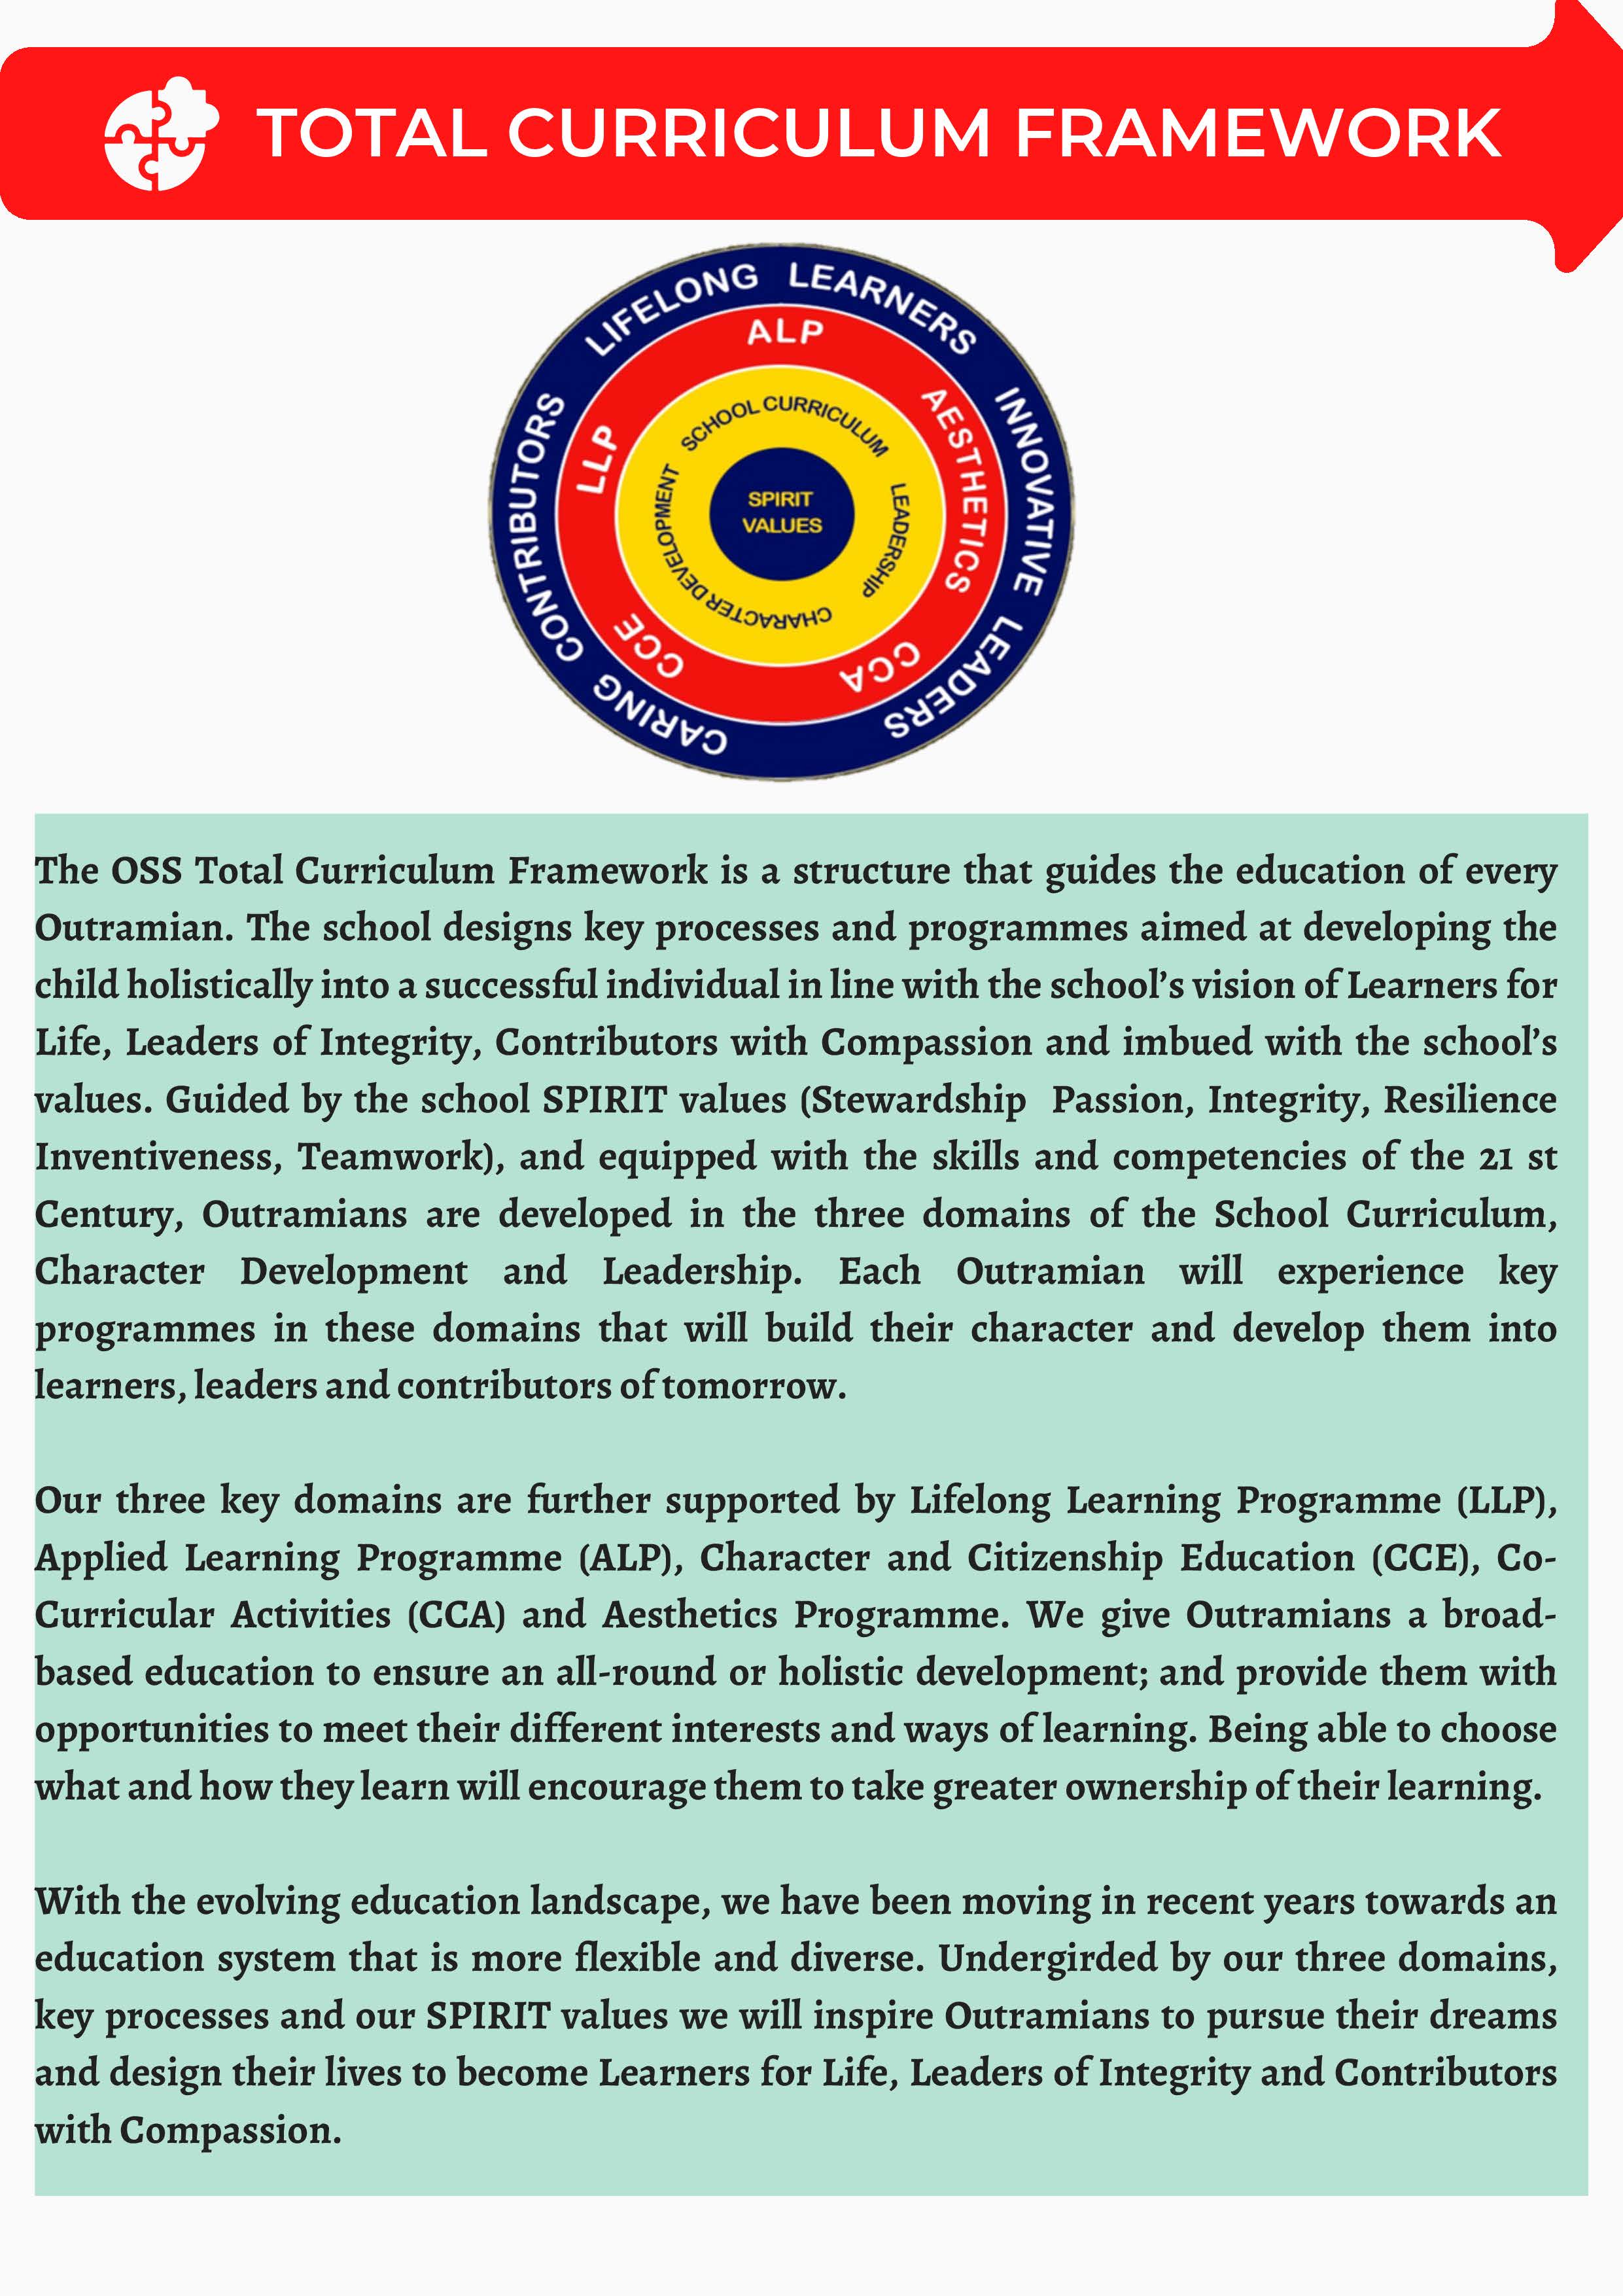 TOTAL CURRICULUM FRAMEWORK
LIFELONG LEARNERS
INNOVATIVE LEADERS
CARING CONTRIBUTORS
ALP
AESTHETICS
CCA
CCE
LLP
SCHOOL CURRICULUM
LEADERSHIP
CHARACTER DEVELOPMENT
SPIRIT
VALUES
The OSS Total Curriculum Framework is a structure that guides the education of every
Outramian. The school designs key processes and programmes aimed at developing the
child holistically into a successful individual in line with the school’s vision of Learners for
Life, Leaders of Integrity, Contributors with Compassion and imbued with the school’s
values. Guided by the school SPIRIT values (Stewardship Passion, Integrity, Resilience
Inventiveness, Teamwork), and equipped with the skills and competencies of the 21 st
Century, Outramians are developed in the three domains of the School Curriculum,
Character Development and Leadership. Each Outramian will experience key
programmes in these domains that will build their character and develop them into
learners, leaders and contributors of tomorrow.
Our three key domains are further supported by Lifelong Learning Programme (LLP),
Applied Learning Programme (ALP), Character and Citizenship Education (CCE), Co-
Curricular Activities (CCA) and Aesthetics Programme. We give Outramians a broad-
based education to ensure an all-round or holistic development; and provide them with
opportunities to meet their different interests and ways of learning. Being able to choose
what and how they learn will encourage them to take greater ownership of their learning.
With the evolving education landscape, we have been moving in recent years towards an
education system that is more flexible and diverse. Undergirded by our three domains,
key processes and our SPIRIT values we will inspire Outramians to pursue their dreams
and design their lives to become Learners for Life, Leaders of Integrity and Contributors
with Compassion.